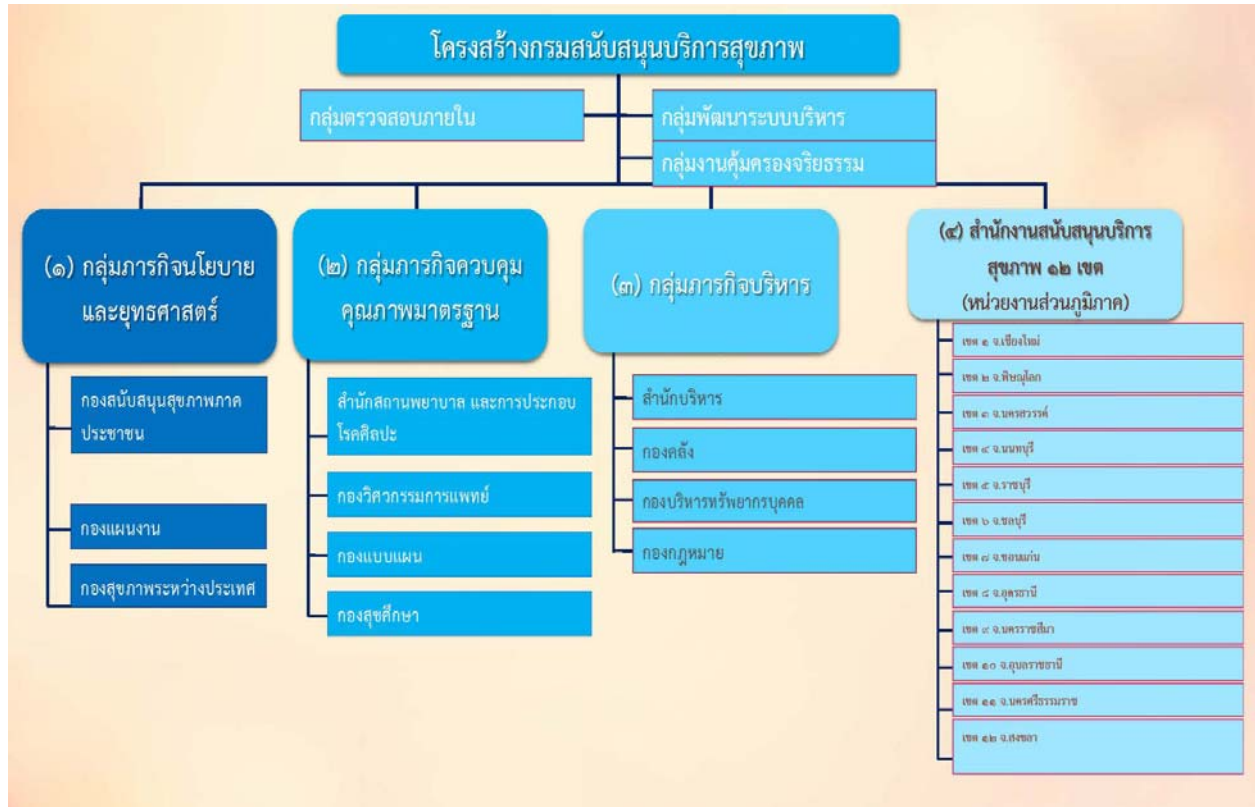 โครงสร้างกรมสนับสนุนบริการสุขภาพ
กลุ่มตรวจสอบภายใน
กลุ่มพัฒนาระบบบริหาร
กลุ่มงานคุ้มครองจริยธรรม
(๑) กลุ่มภารกิจนโยบาย
และยุทธศาสตร์
กองสนับสนุนสุขภาพภาค
ประชาชน
กองแผนงาน
กองสุขภาพระหว่างประเทศ
(๒) กลุ่มภารกิจควบคุม
คุณภาพมาตรฐาน
สำนักสถานพยาบาล และการประกอบ
โรคศิลปะ
กองวิศวกรรมการแพทย์
กองแบบแผน
กองสุขศึกษา
(๓) กลุ่มภารกิจบริหาร
สำนักบริหาร
กองคลัง
กองบริหารทรัพยากรบุคคล
กองกฎหมาย
(๔) สำนักงานสนับสนุนบริการ
สุขภาพ ๑๒ เขต
(หน่วยงานส่วนภูมิภาค)
เขต ๑ จ.เชียงใหม่
เขต ๒ จ.พิษณุโลก
เขต ๓ จ.นครสวรรค์
เขต ๔ จ.นนทบุรี
เขต ๕ จ.ราชบุรี
เขต ๖ จ.ชลบุรี
เขต ๗ จ.ขอนแก่น
เขต ๘ จ.อุดรธานี
เขต ๙ จ.นครราชสีมา
เขต ๑๐ จ.อุบลราชธานี
เขต ๑๑ จ.นครศรีธรรมราช
เขต ๑๒ จ.สงขลา